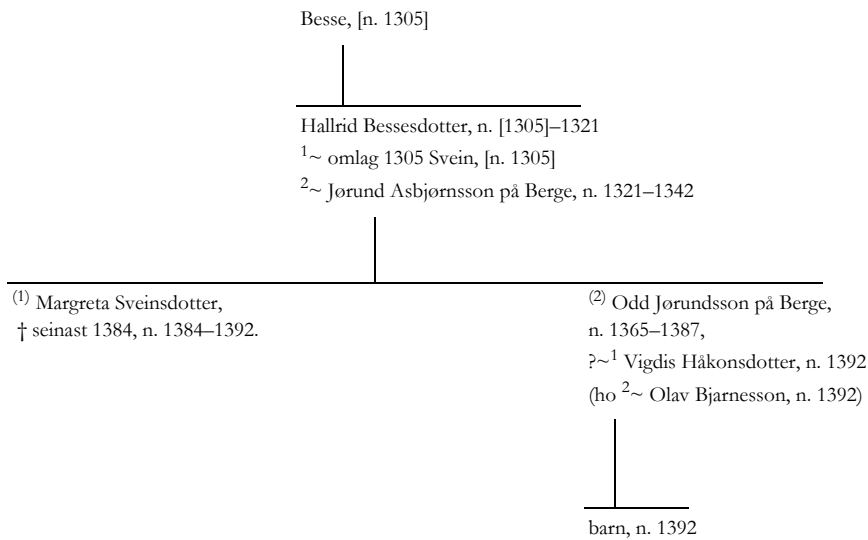 Besse, [n. 1305]
Hallrid Bessesdotter, n. [1305]–1321
1~ omlag 1305 Svein, [n. 1305]
2~ Jørund Asbjørnsson på Berge, n. 1321–1342
(1) Margreta Sveinsdotter,
† seinast 1384, n. 1384–1392.
(2) Odd Jørundsson på Berge,
n. 1365–1387,
?~1 Vigdis Håkonsdotter, n. 1392
(ho 2~ Olav Bjarnesson, n. 1392)
barn, n. 1392